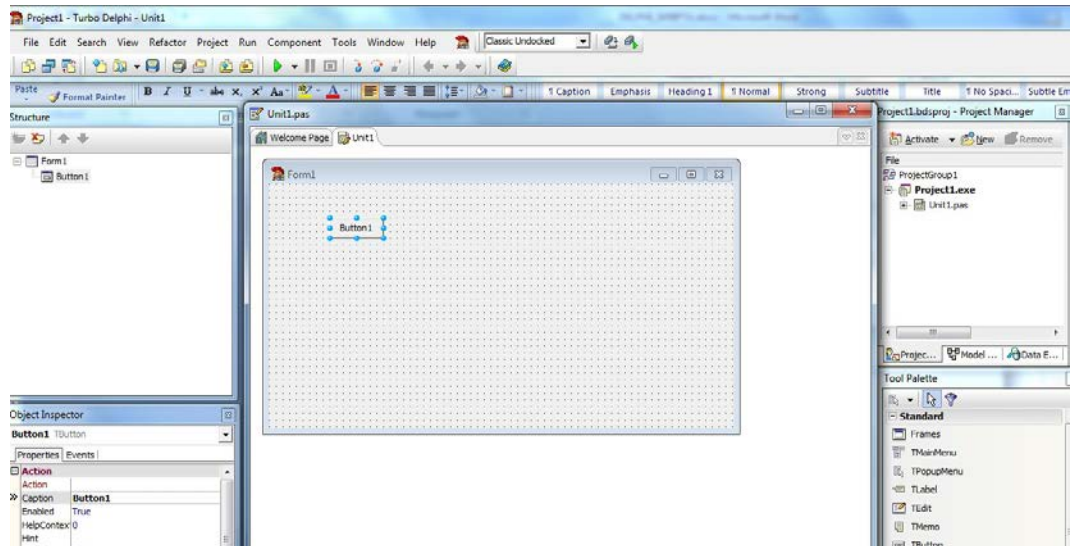 Project1 - Turbo Delphi - Unit1
File Edit Search View Refactor Project Run Component Tools Window Help Classic Undocked
Paste Format Painter B I U abe X, X' Aa A ¶ Caption Emphasis Heading 1 ¶ Normal Strong Subtitle Title ¶ No Spaci... Subtle Em
Structure
Form1
Button1
Unit1.pas
Welcome Page Unit1
Form1
Button1
Project1.bdsproj - Project Manager
Activate New Remove
File
ProjectGroup1
Project1.exe
Unit1.pas
Projec... Model ... Data E...
Tool Palette
Standard
Frames
TMainMenu
TPopupMenu
TLabel
TEdit
TMemo
TButton
Object Inspector
Button1 TButton
Properties Events
Action
Action
Caption Button1
Enabled True
HelpContex 0
Hint